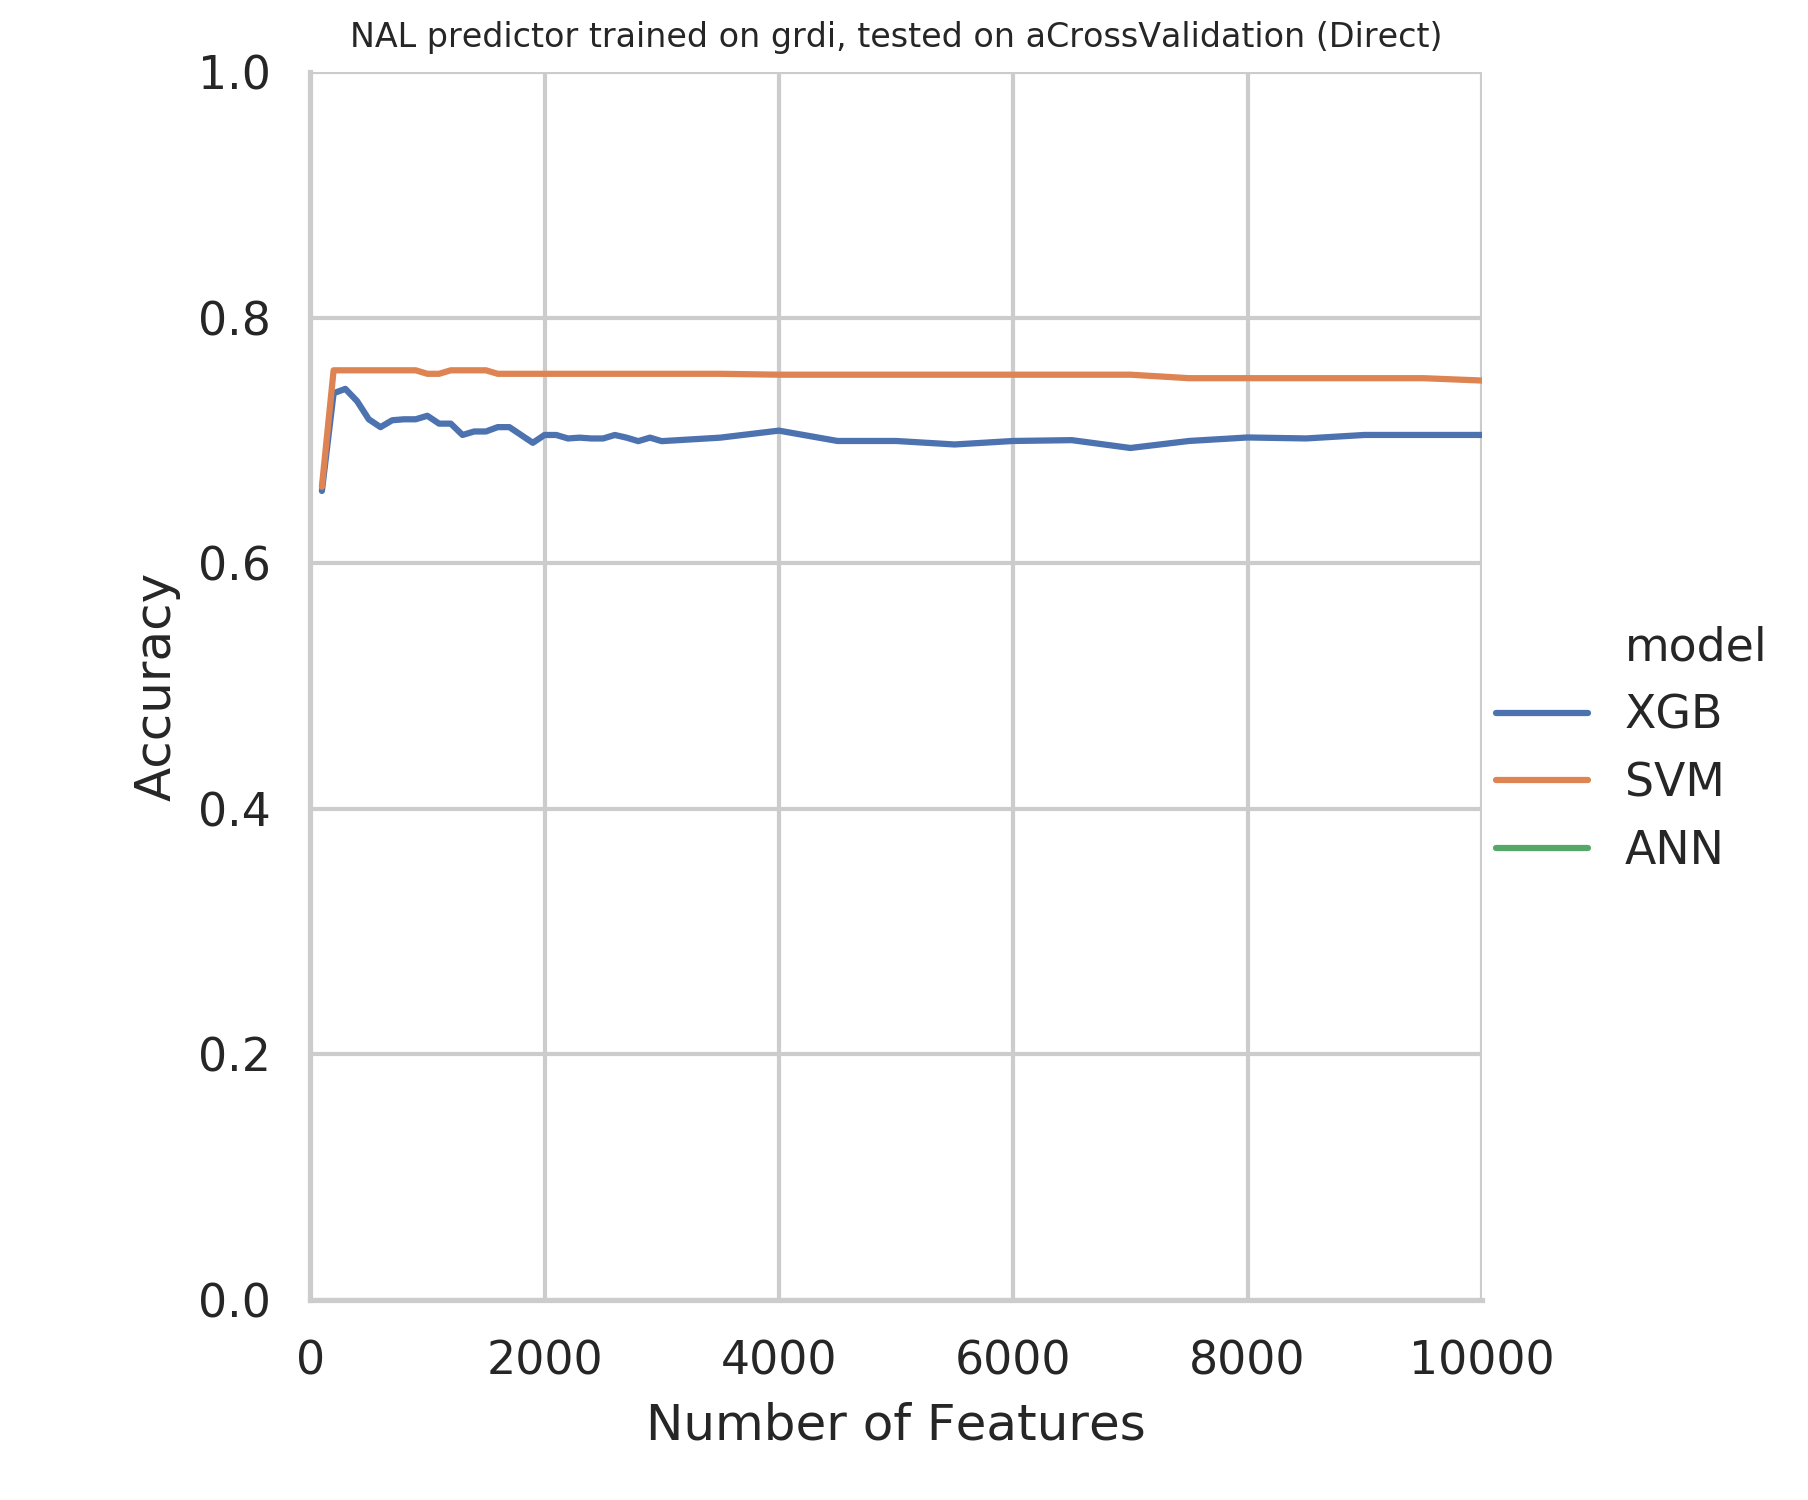 NAL predictor trained on grdi, tested on aCrossValidation (Direct)
1.0
0.8
0.6
0.4
0.2
0.0
Accuracy
0 2000 4000 6000 8000 10000
Number of Features
model
XGB
SVM
ANN